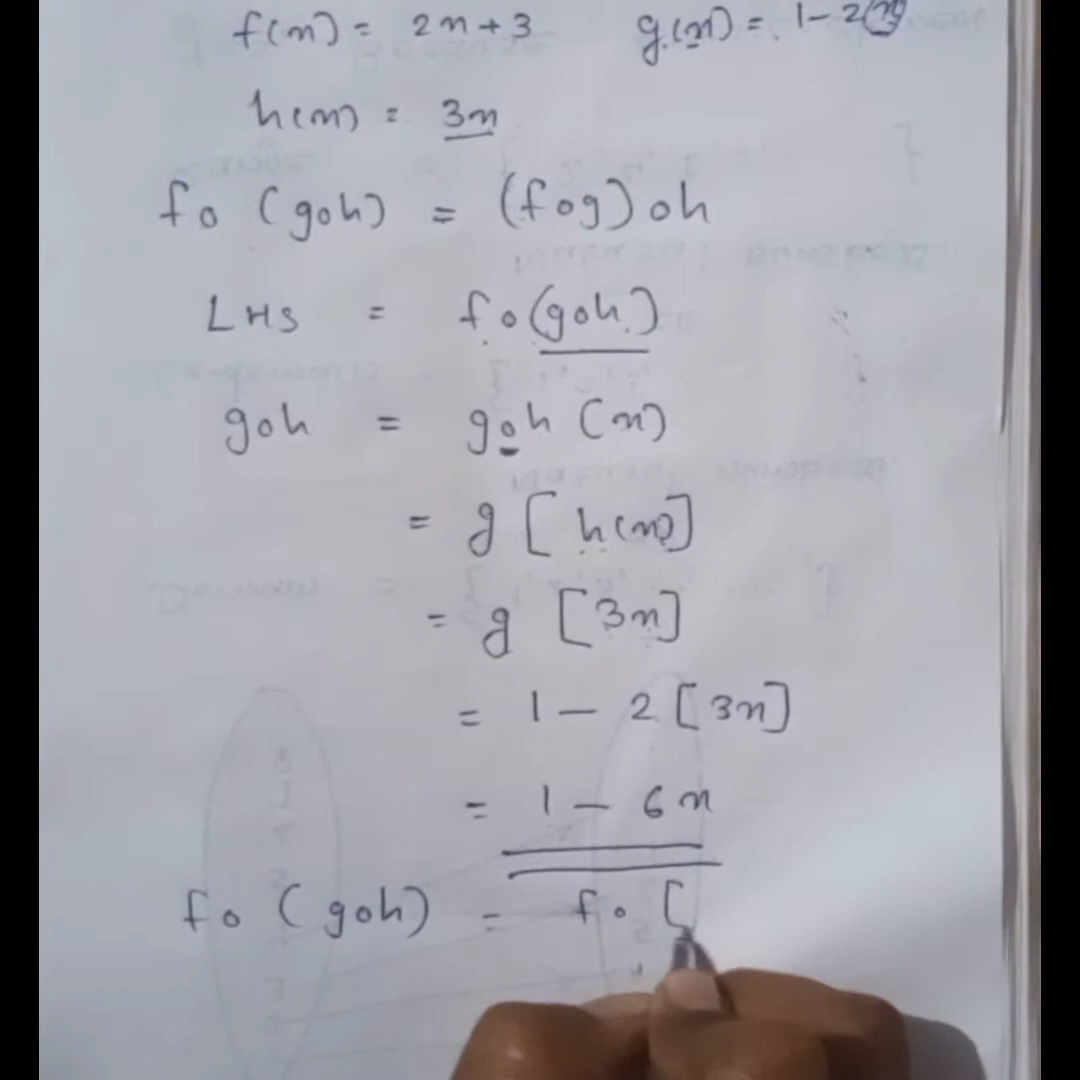 f(x) = 2x+3 g(x) = 1-2(x)
h(x) = 3x
fo (goh) = (fog) oh
LHS = fo(goh)
goh = goh (x)
= g [h(x)]
= g [3x]
= 1 - 2 [3x]
= 1 - 6x
fo (goh) = fo [